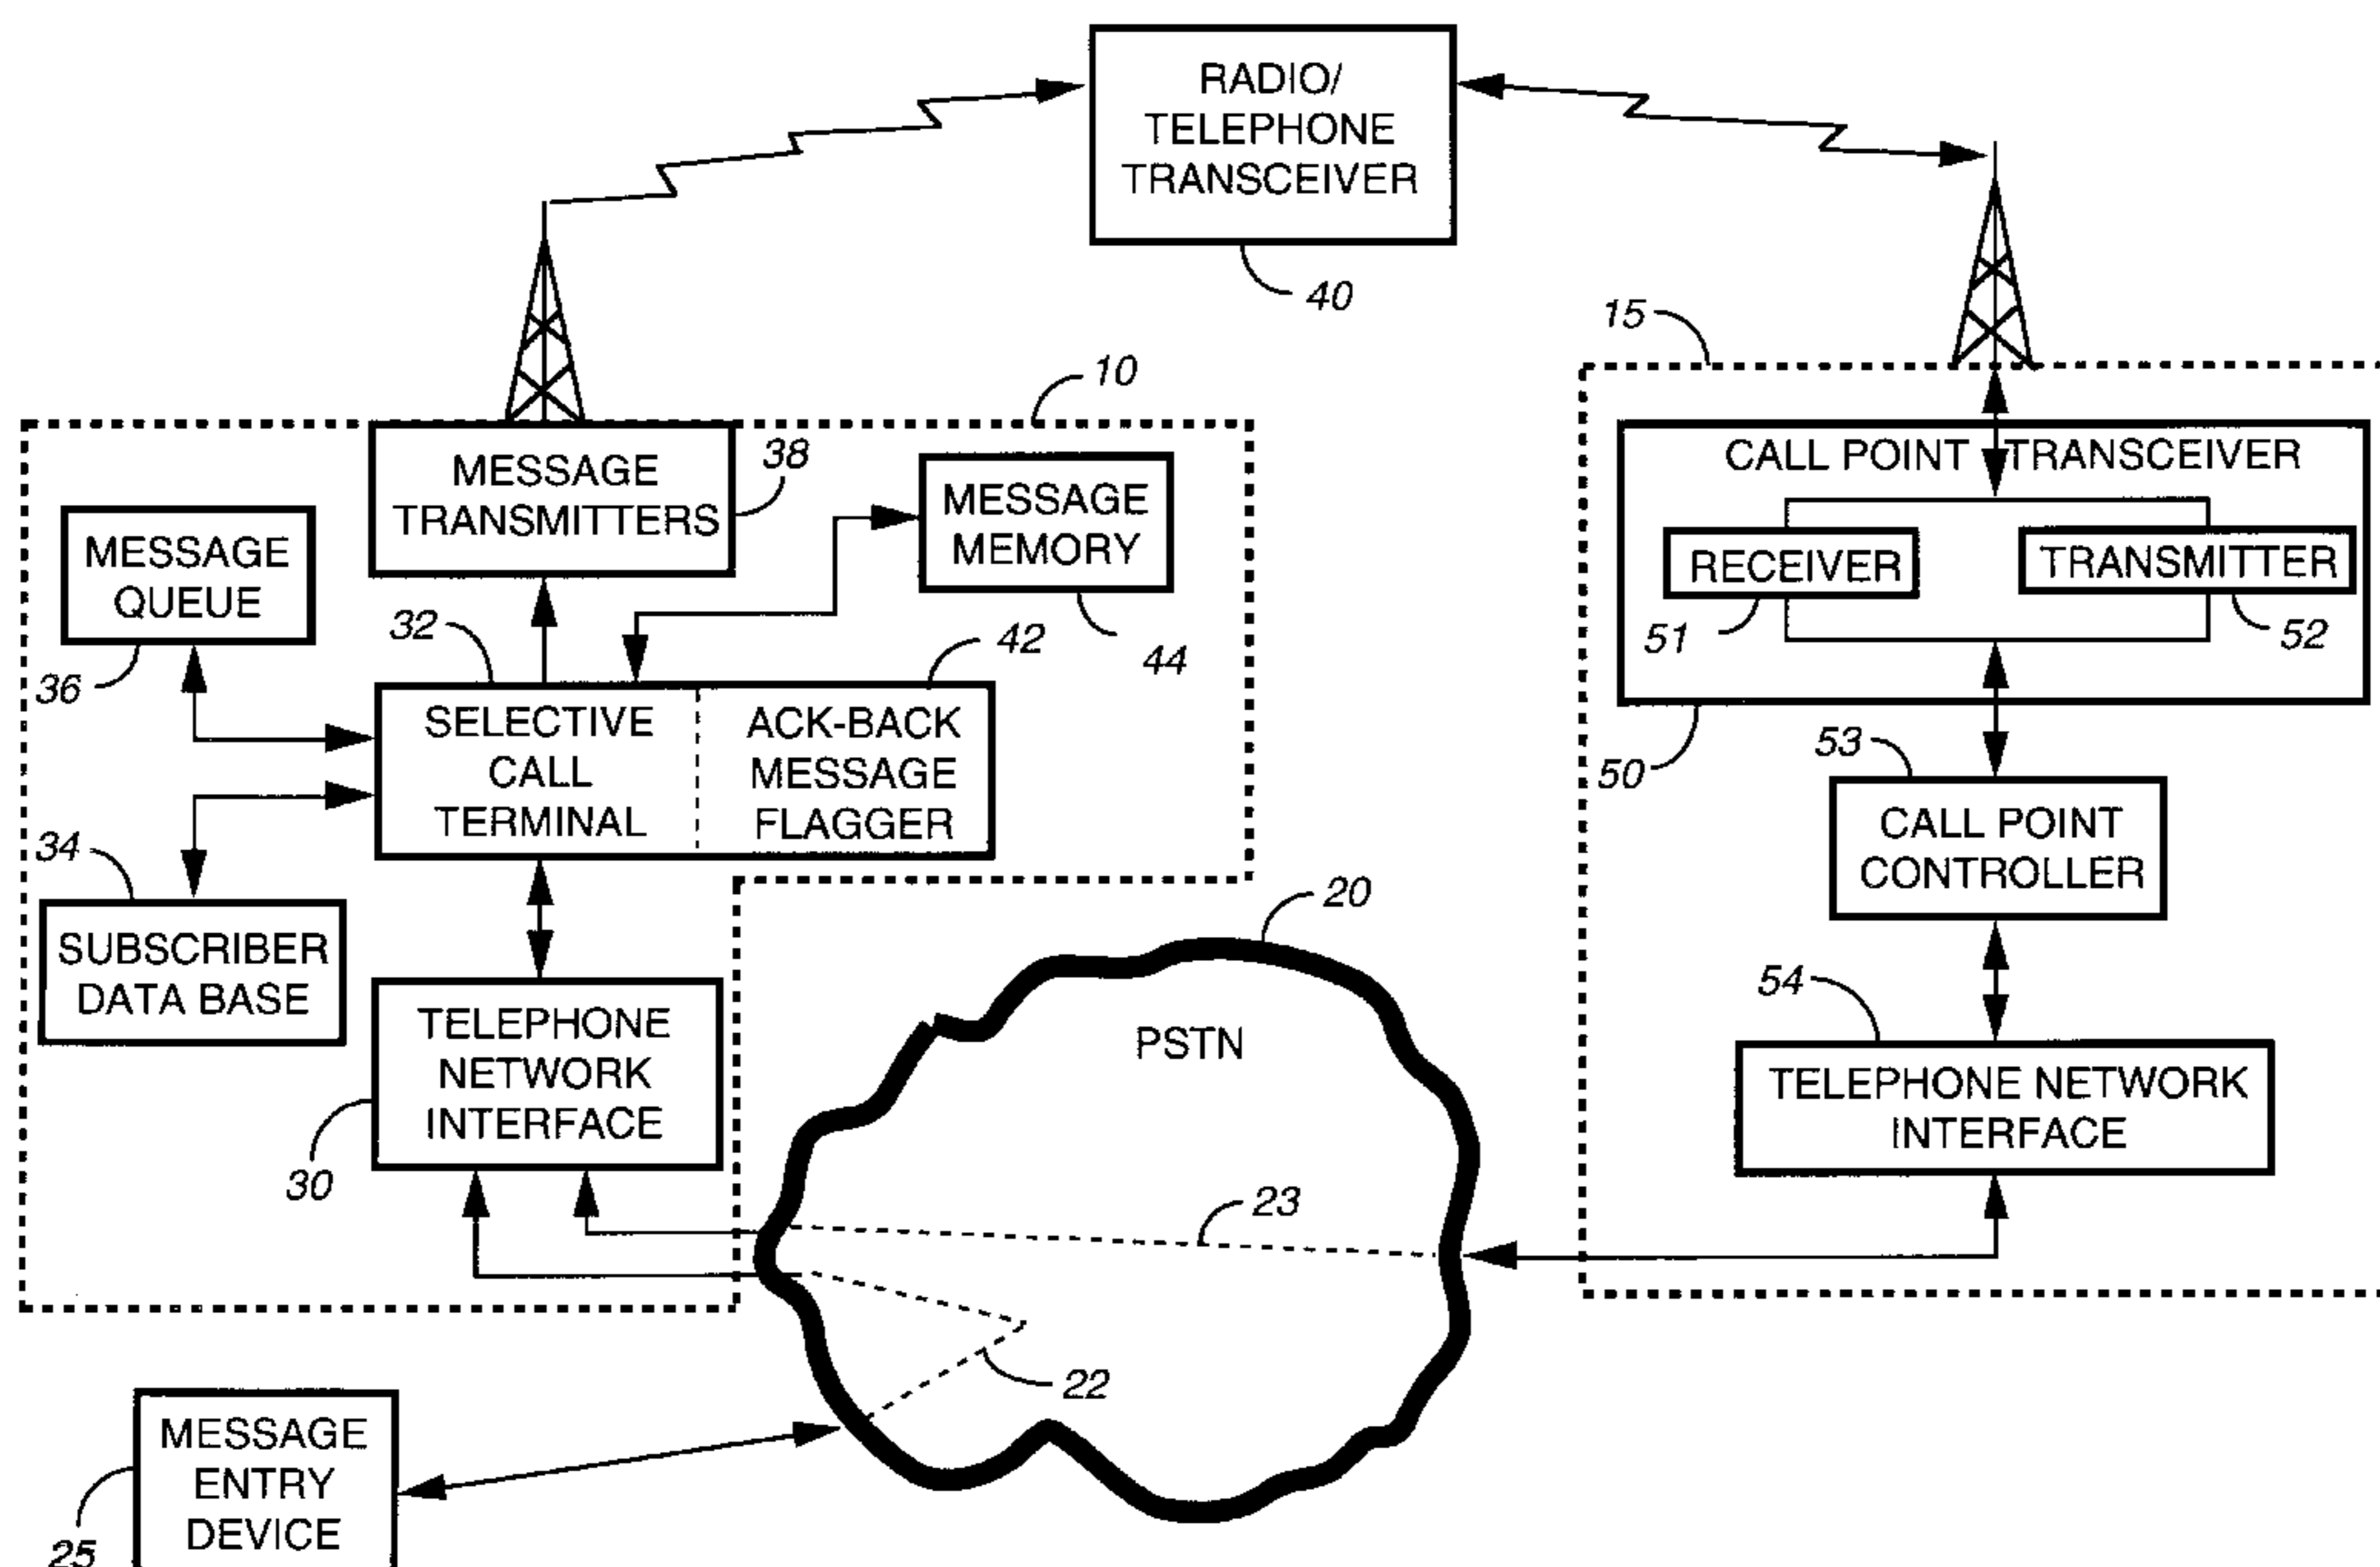 RADIO/
TELEPHONE
TRANSCEIVER
40
15
10
MESSAGE
TRANSMITTERS
38
MESSAGE
MEMORY
44
MESSAGE
QUEUE
36
32
42
SELECTIVE
CALL
TERMINAL
ACK-BACK
MESSAGE
FLAGGER
34
SUBSCRIBER
DATA BASE
TELEPHONE
NETWORK
INTERFACE
30
CALL POINT TRANSCEIVER
RECEIVER
TRANSMITTER
51
52
50
53
CALL POINT
CONTROLLER
54
TELEPHONE NETWORK
INTERFACE
20
PSTN
23
22
MESSAGE
ENTRY
DEVICE
25